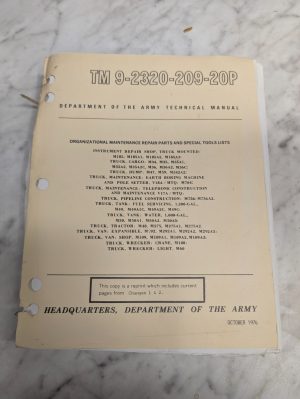 TM 9-2320-209-20P
DEPARTMENT OF THE ARMY TECHNICAL MANUAL
ORGANIZATIONAL MAINTENANCE REPAIR PARTS AND SPECIAL TOOLS LISTS
INSTRUMENT REPAIR SHOP, TRUCK MOUNTED:
M185, M185A1, M185A2, M185A3;
TRUCK, CARGO: M34, M35, M35A1,
M35A2, M35A2C, M36, M36A2, M36C;
TRUCK, DUMP: M47, M59, M342A2;
TRUCK, MAINTENANCE: EARTH BORING MACHINE
AND POLE SETTER, V18A/MTQ, M764;
TRUCK, MAINTENANCE: TELEPHONE CONSTRUCTION
AND MAINTENANCE V17A/MTQ;
TRUCK, PIPELINE CONSTRUCTION: M756/M756A2;
TRUCK, TANK: FUEL SERVICING, 1,200-GAL.,
M49, M49A1C, M49A2C, M49C;
TRUCK, TANK: WATER, 1,000-GAL.,
M50, M50A1, M50A2, M50A3;
TRUCK, TRACTOR: M48, M275, M275A1, M275A2;
TRUCK, VAN: EXPANSIBLE, M292, M292A1, M292A2, M292A5;
TRUCK, VAN, SHOP: M109, M109A1, M109A2, M109A3;
TRUCK, WRECKER: CRANE, M108;
TRUCK, WRECKER: LIGHT, M60
This copy is a reprint which includes current
pages from Changes 1 & 2.
HEADQUARTERS, DEPARTMENT OF THE ARMY
OCTOBER 1976